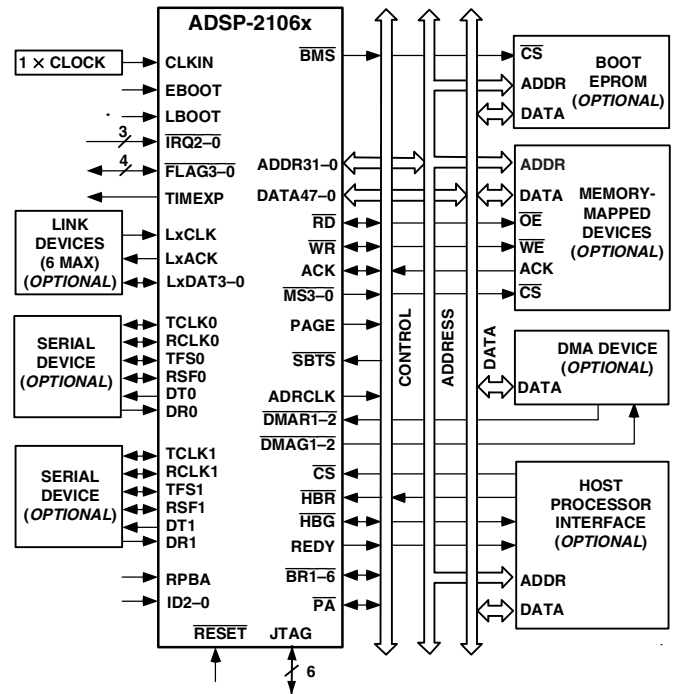 ADSP-2106x
1 × CLOCK
CLKIN
EBOOT
LBOOT
3
IRQ2–0
4
FLAG3–0
TIMEXP
LINK
DEVICES
(6 MAX)
(OPTIONAL)
LxCLK
LxACK
LxDAT3–0
SERIAL
DEVICE
(OPTIONAL)
TCLK0
RCLK0
TFS0
RSF0
DT0
DR0
SERIAL
DEVICE
(OPTIONAL)
TCLK1
RCLK1
TFS1
RSF1
DT1
DR1
RPBA
ID2–0
RESET
JTAG
6
BMS
ADDR31–0
DATA47–0
RD
WR
ACK
MS3–0
PAGE
SBTS
ADRCLK
DMAR1–2
DMAG1–2
CS
HBR
HBG
REDY
BR1–6
PA
CONTROL
ADDRESS
DATA
CS
ADDR
DATA
BOOT
EPROM
(OPTIONAL)
ADDR
DATA
OE
WE
ACK
CS
MEMORY-
MAPPED
DEVICES
(OPTIONAL)
DMA DEVICE
(OPTIONAL)
DATA
HOST
PROCESSOR
INTERFACE
(OPTIONAL)
ADDR
DATA